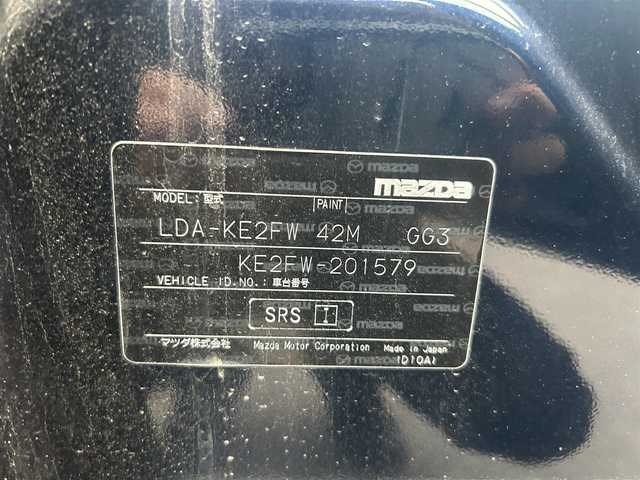 mazda
MODEL: 型式 PAINT
LDA-KE2FW 42M GG3
KE2FW-201579
VEHICLE ID.NO.: 車台番号
SRS I
マツダ株式会社 Mazda Motor Corporation Made in Japan
ID10AI